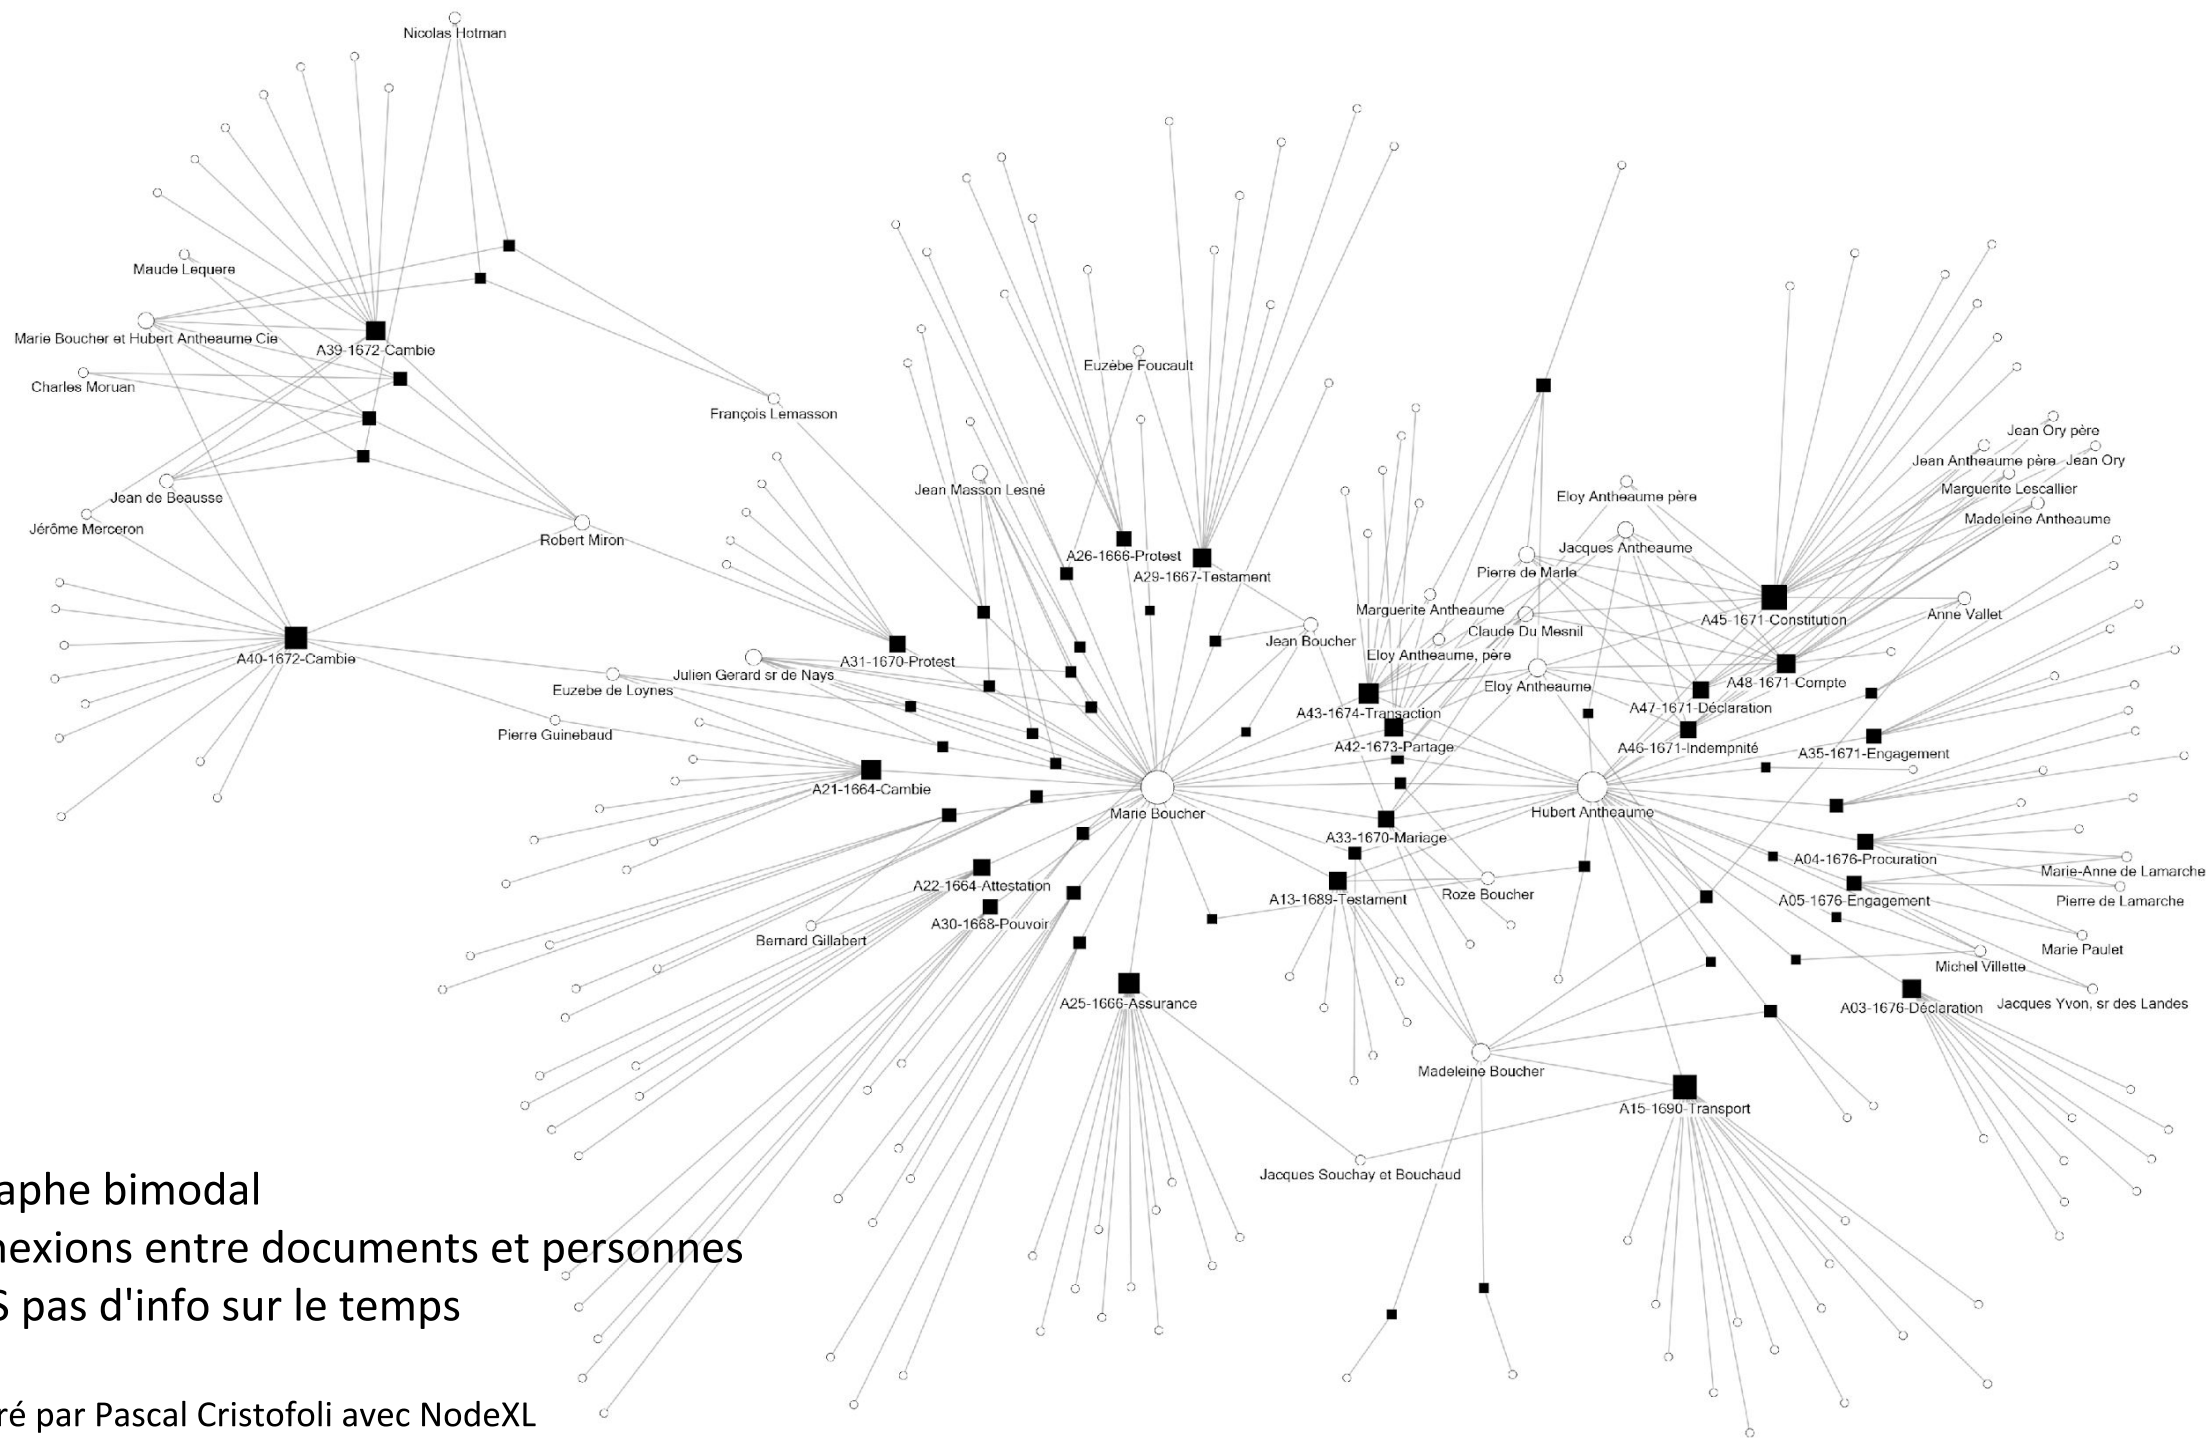 Nicolas Hotman
Maude Lequere
Marie Boucher et Hubert Antheaume Cie
A39-1672-Cambie
Charles Moruan
Euzèbe Foucault
François Lemasson
Jean Ory père
Jean Antheaume père
Jean Ory
Jean Masson Lesné
Marguerite Lescallier
Jean de Beausse
Eloy Antheaume père
Madeleine Antheaume
Jérôme Merceron
Robert Miron
Jacques Antheaume
A26-1666-Protest
A29-1667-Testament
Pierre de Marle
Marguerite Antheaume
Anne Vallet
A45-1671-Constitution
Claude Du Mesnil
Jean Boucher
A40-1672-Cambie
A31-1670-Protest
Eloy Antheaume, père
Julien Gerard sr de Nays
A48-1671-Compte
Eloy Antheaume
Euzebe de Loynes
A47-1671-Déclaration
A43-1674-Transaction
Pierre Guinebaud
A42-1673-Partage
A46-1671-Indempnité
A35-1671-Engagement
A21-1664-Cambie
Marie Boucher
Hubert Antheaume
A33-1670-Mariage
A04-1676-Procuration
Marie-Anne de Lamarche
A22-1664-Attestation
Roze Boucher
A13-1689-Testament
A05-1676-Engagement
Pierre de Lamarche
A30-1668-Pouvoir
Bernard Gillabert
Marie Paulet
Michel Villette
A25-1666-Assurance
Jacques Yvon, sr des Landes
A03-1676-Déclaration
Madeleine Boucher
A15-1690-Transport
Jacques Souchay et Bouchaud
aphe bimodal
nexions entre documents et personnes
S pas d'info sur le temps
ré par Pascal Cristofoli avec NodeXL